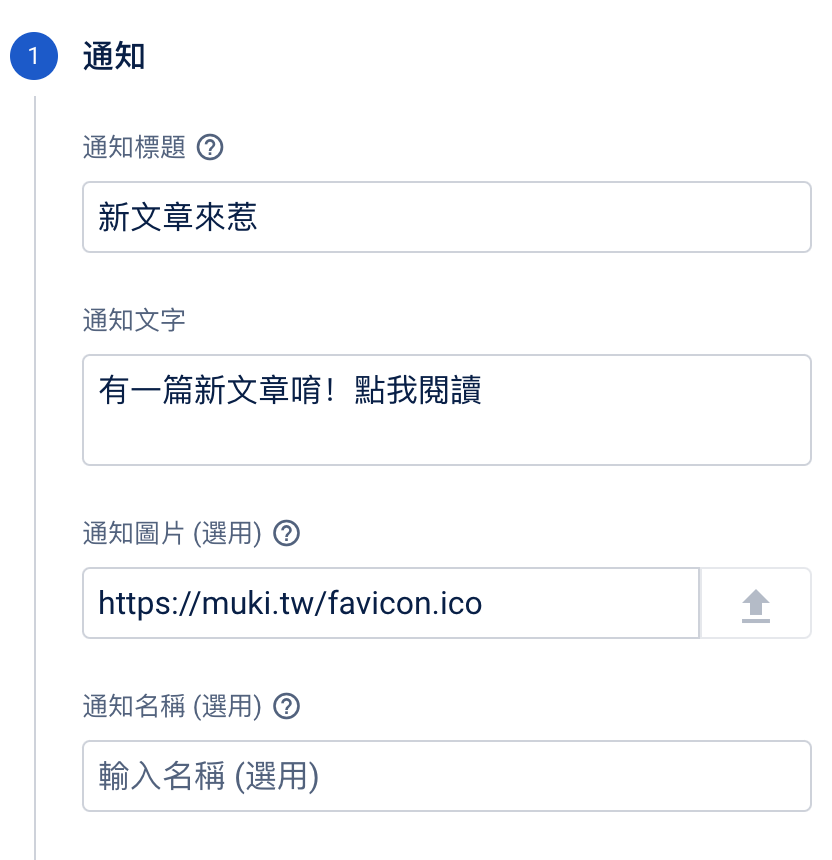 1 通知
通知標題 ?
新文章來惹
通知文字
有一篇新文章唷！點我閱讀
通知圖片 (選用) ?
https://muki.tw/favicon.ico
通知名稱 (選用) ?
輸入名稱 (選用)